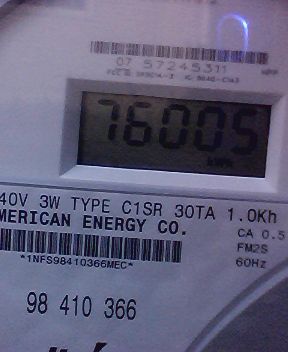 07 57245311
76005
kWh
40V 3W TYPE C1SR 30TA 1.0Kh
MERICAN ENERGY CO.
CA 0.5
FM2S
*1NFS98410366MEC*
60Hz
98 410 366